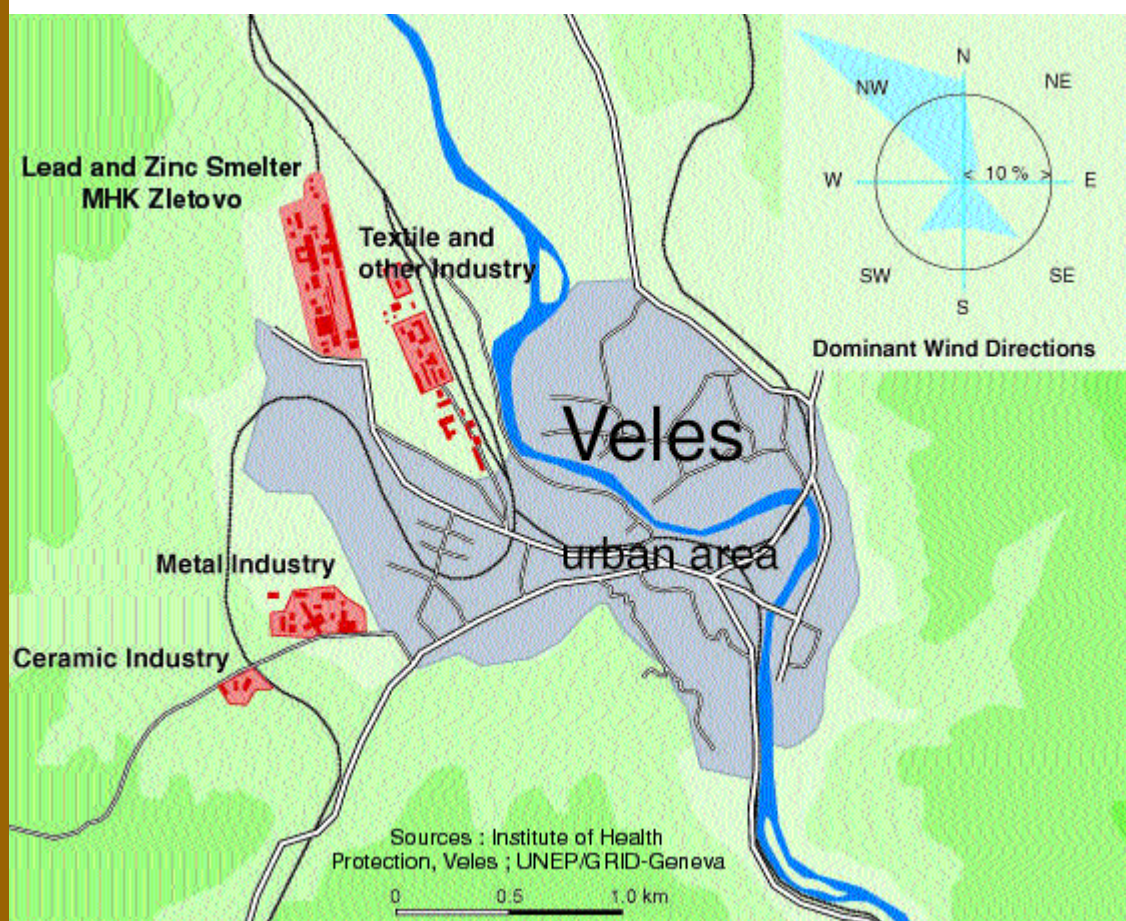 N
NW
NE
W
< 10 % >
E
SW
SE
S
Dominant Wind Directions
Lead and Zinc Smelter
MHK Zletovo
Textile and
other Industry
Veles
urban area
Metal Industry
Ceramic Industry
Sources : Institute of Health
Protection, Veles ; UNEP/GRID-Geneva
0 0.5 1.0 km